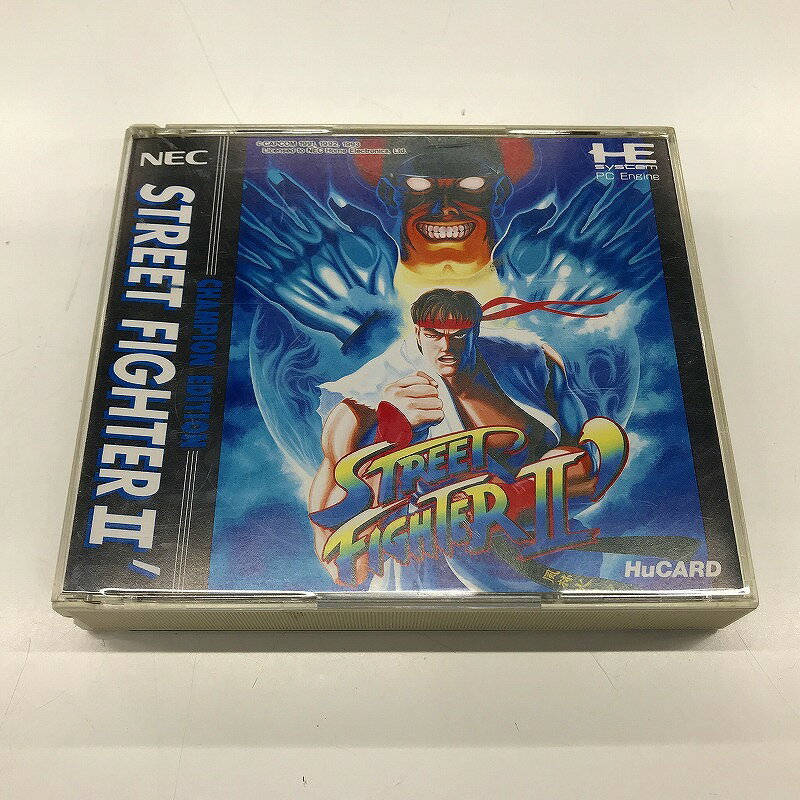 NEC
©CAPCOM 1991, 1992, 1993
Licensed to NEC Home Electronics, Ltd.
HE
system
PC Engine
STREET FIGHTER II′
CHAMPION EDITION
STREET
FIGHTER II′
HuCARD